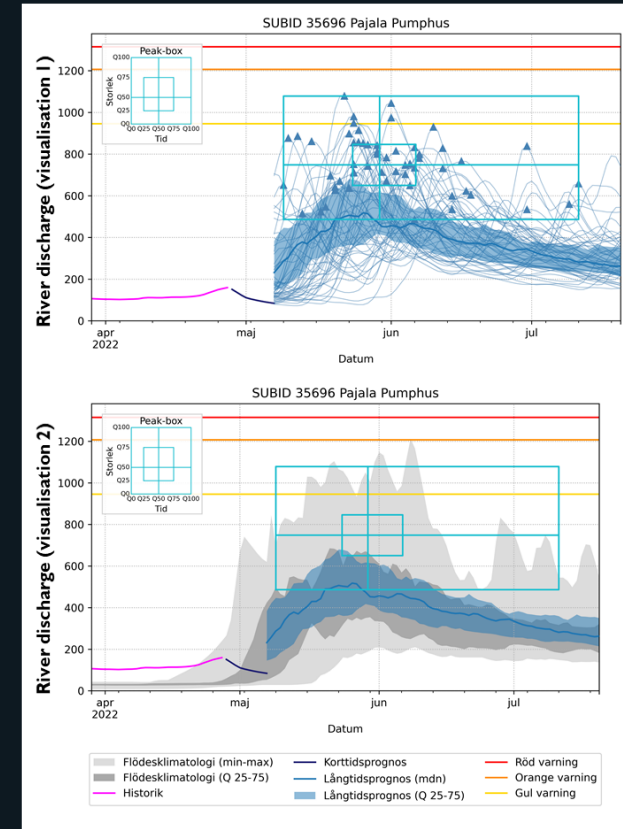 SUBID 35696 Pajala Pumphus
River discharge (visualisation 1)
1200
1000
800
600
400
200
0
Peak-box
Storlek
Q100
Q75
Q50
Q25
Q0
Q0 Q25 Q50 Q75 Q100
Tid
apr
2022
maj
jun
jul
Datum
SUBID 35696 Pajala Pumphus
River discharge (visualisation 2)
1200
1000
800
600
400
200
0
Peak-box
Storlek
Q100
Q75
Q50
Q25
Q0
Q0 Q25 Q50 Q75 Q100
Tid
apr
2022
maj
jun
jul
Datum
Flödesklimatologi (min-max)
Flödesklimatologi (Q 25-75)
Historik
Korttidsprognos
Långtidsprognos (mdn)
Långtidsprognos (Q 25-75)
Röd varning
Orange varning
Gul varning